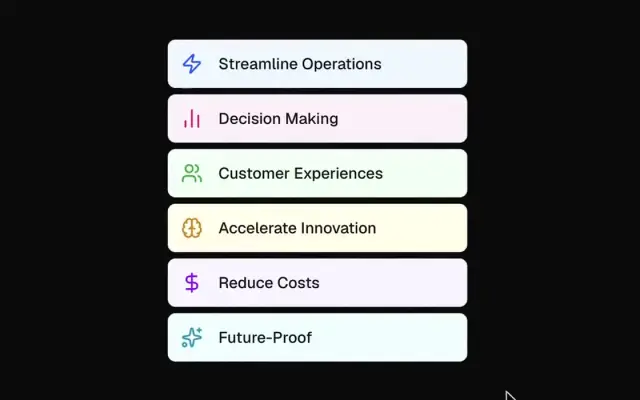 Streamline Operations
Decision Making
Customer Experiences
Accelerate Innovation
Reduce Costs
Future-Proof